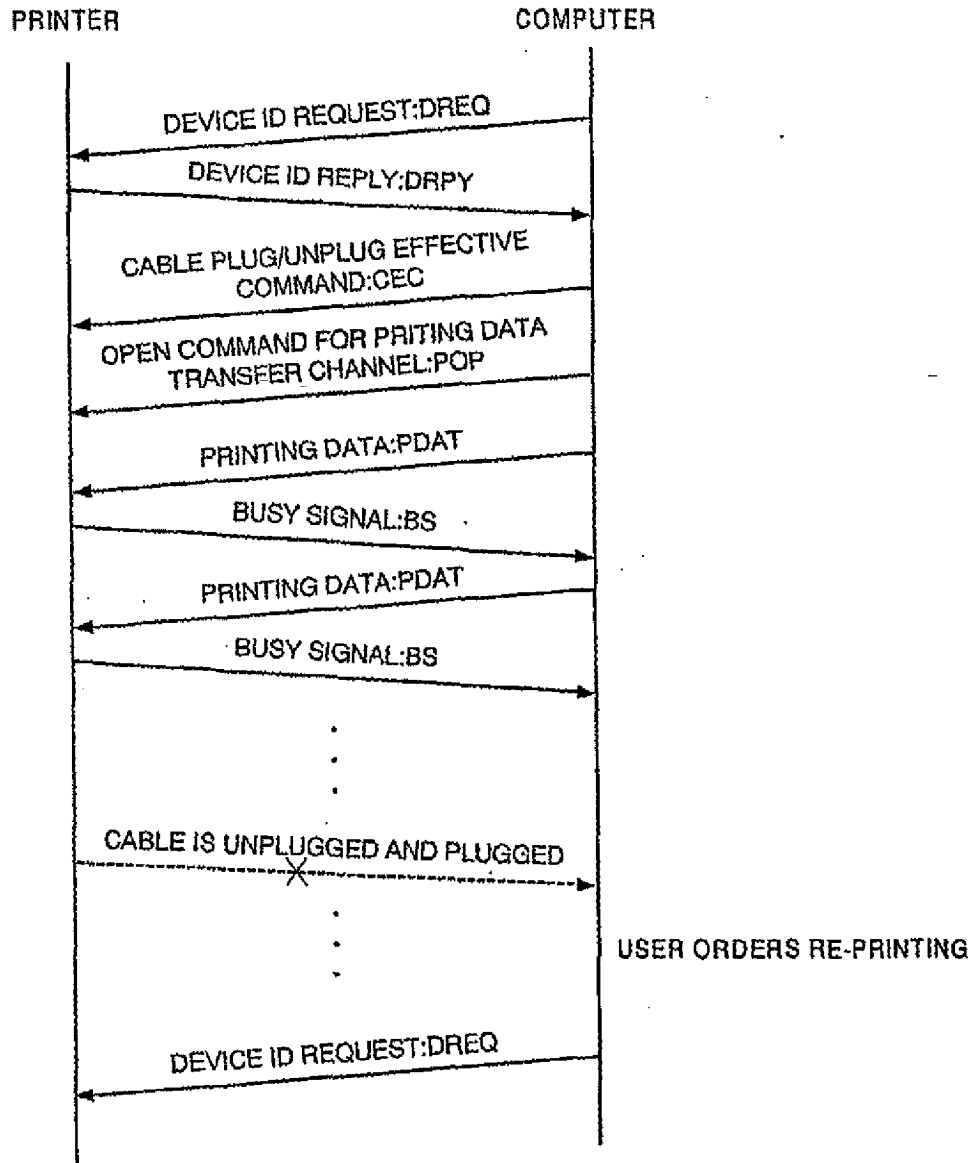 PRINTER
COMPUTER
DEVICE ID REQUEST:DREQ
DEVICE ID REPLY:DRPY
CABLE PLUG/UNPLUG EFFECTIVE
COMMAND:CEC
OPEN COMMAND FOR PRITING DATA
TRANSFER CHANNEL:POP
PRINTING DATA:PDAT
BUSY SIGNAL:BS
PRINTING DATA:PDAT
BUSY SIGNAL:BS
CABLE IS UNPLUGGED AND PLUGGED
USER ORDERS RE-PRINTING
DEVICE ID REQUEST:DREQ